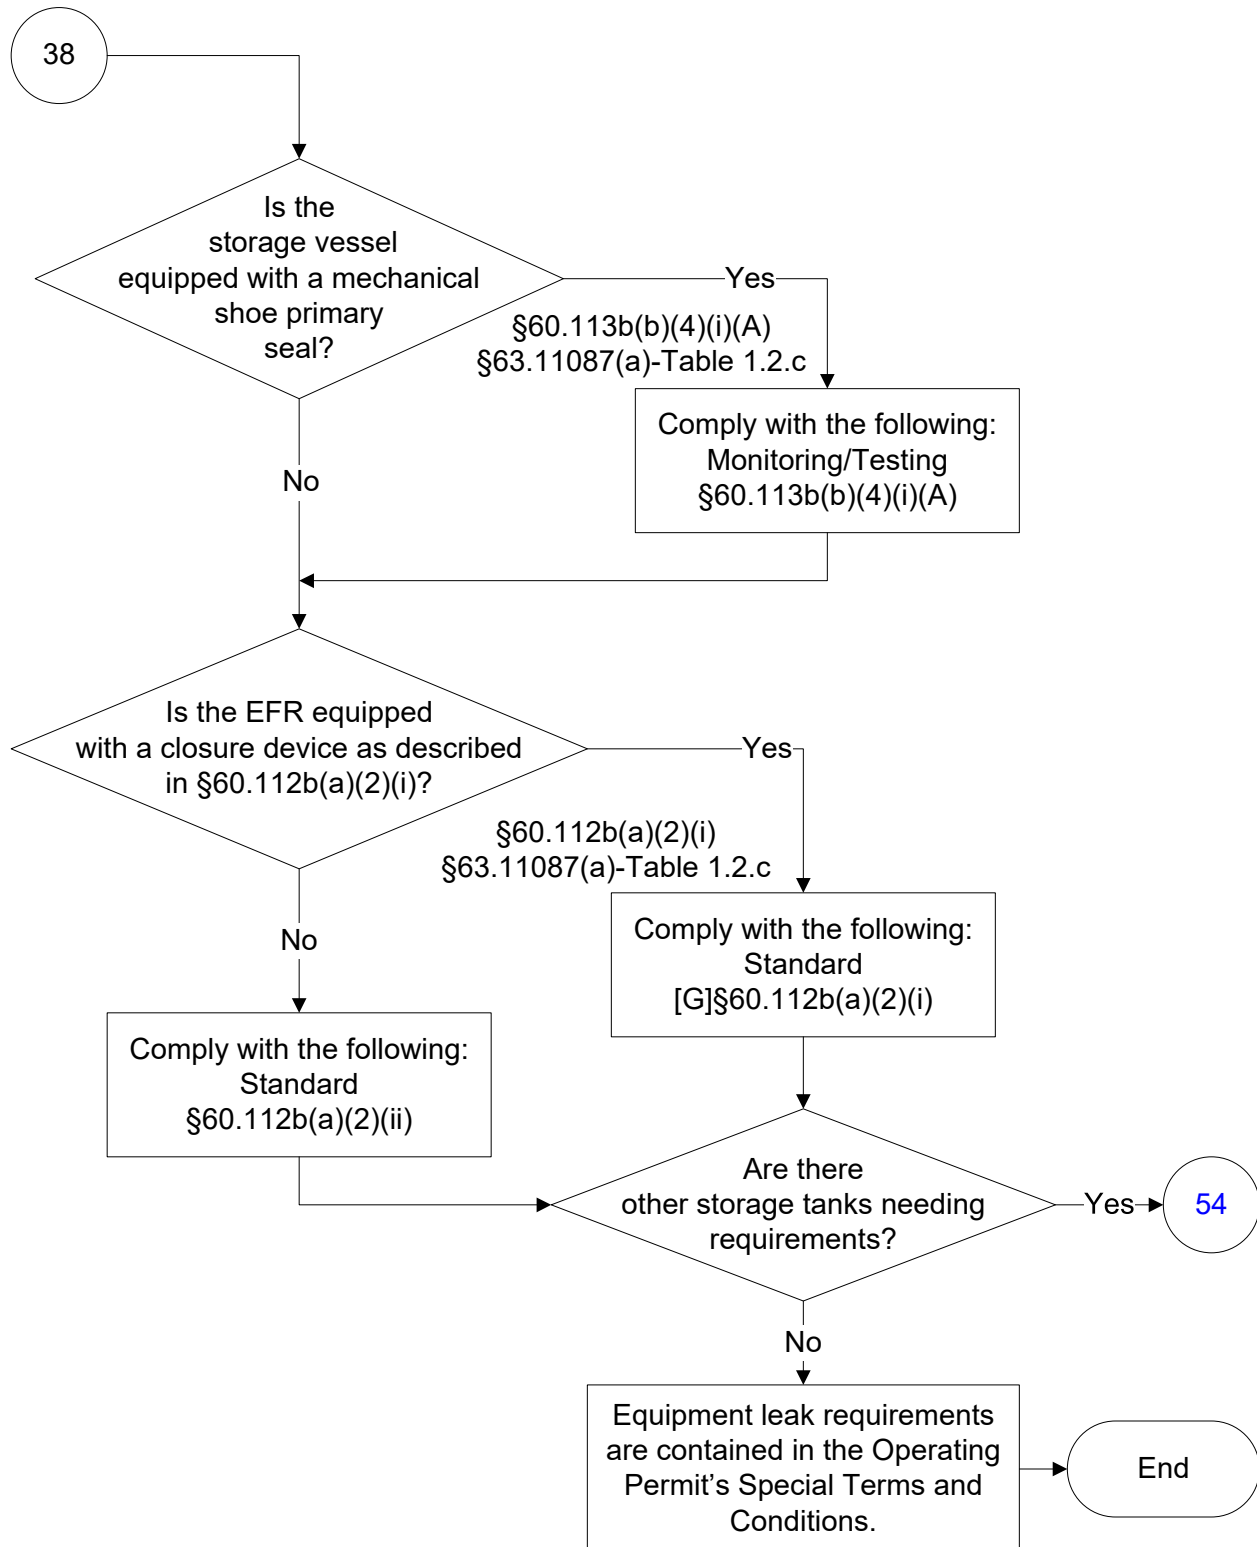 38
Is the
storage vessel
equipped with a mechanical
shoe primary
seal?
Yes
§60.113b(b)(4)(i)(A)
§63.11087(a)-Table 1.2.c
Comply with the following:
Monitoring/Testing
§60.113b(b)(4)(i)(A)
No
Is the EFR equipped
with a closure device as described
in §60.112b(a)(2)(i)?
Yes
§60.112b(a)(2)(i)
§63.11087(a)-Table 1.2.c
Comply with the following:
Standard
[G]§60.112b(a)(2)(i)
No
Comply with the following:
Standard
§60.112b(a)(2)(ii)
Are there
other storage tanks needing
requirements?
Yes
54
No
Equipment leak requirements
are contained in the Operating
Permit's Special Terms and
Conditions.
End